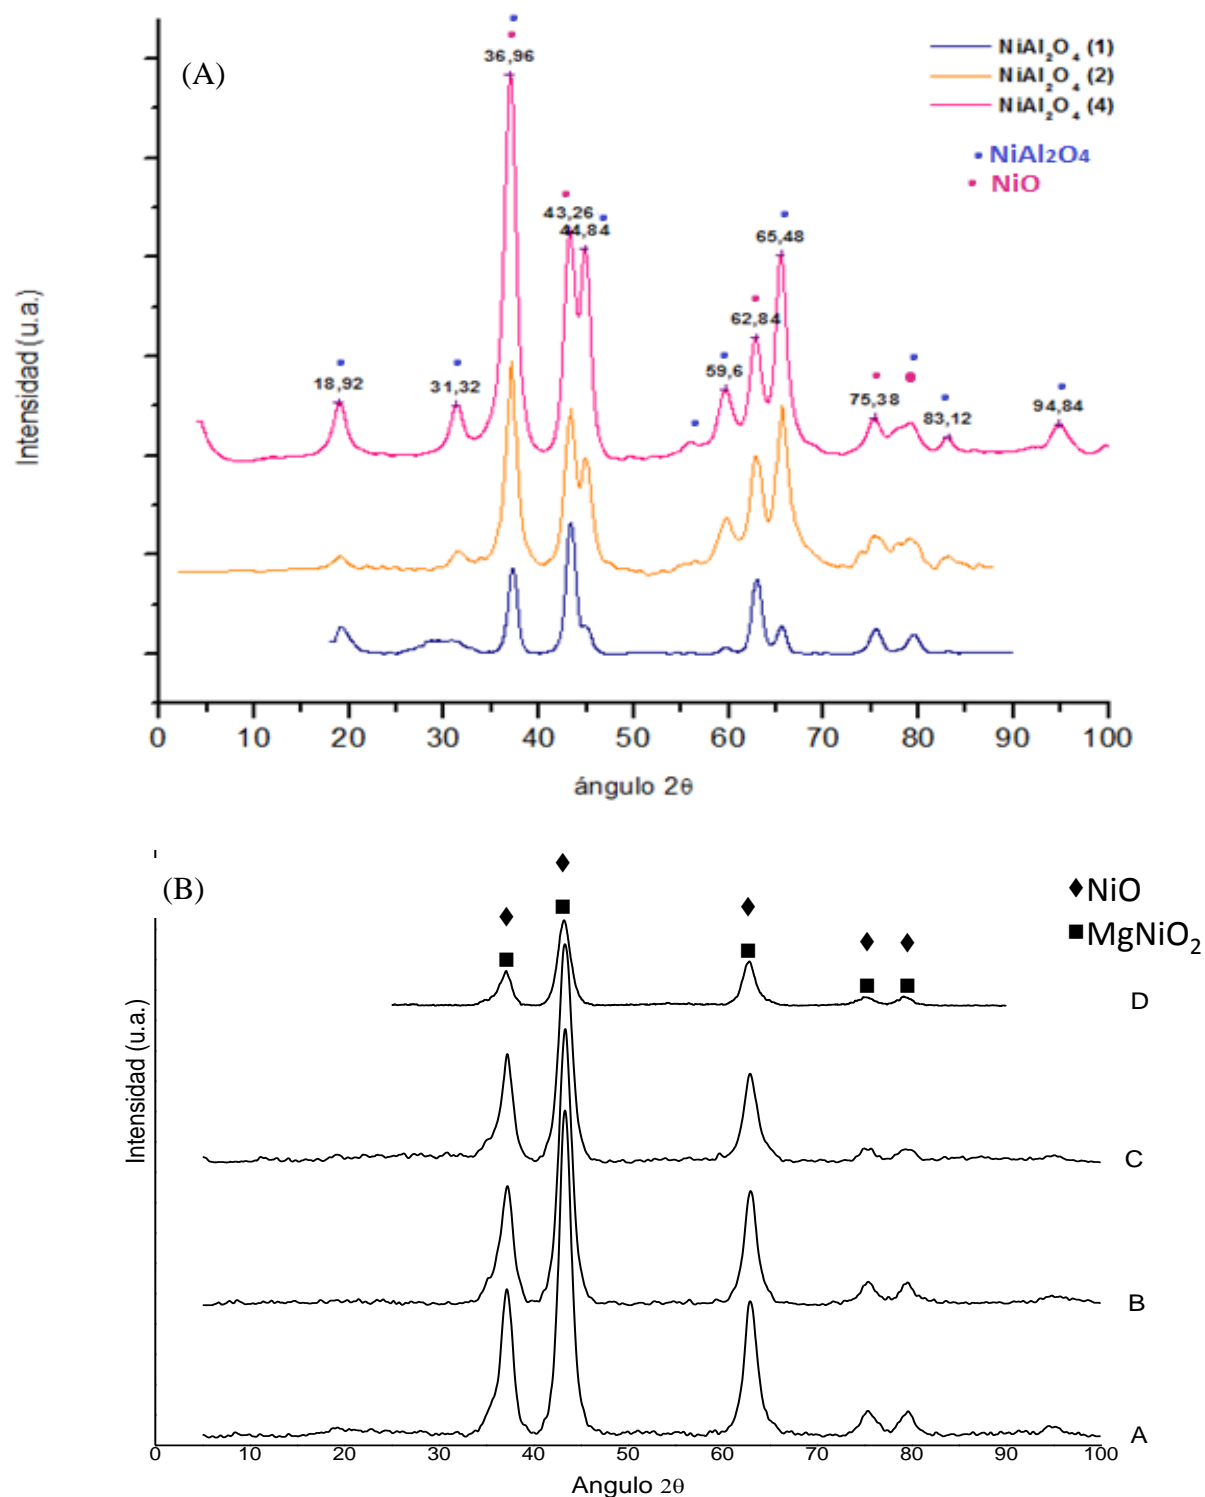 (A)
36,96
NiAl2O4 (1)
NiAl2O4 (2)
NiAl2O4 (4)
NiAl2O4
NiO
43,26
44,84
65,48
62,84
59,6
18,92
31,32
75,38
83,12
94,84
Intensidad (u.a.)
0 10 20 30 40 50 60 70 80 90 100
ángulo 2θ
(B)
NiO
MgNiO2
D
C
B
A
Intensidad (u.a.)
0 10 20 30 40 50 60 70 80 90 100
Angulo 2θ